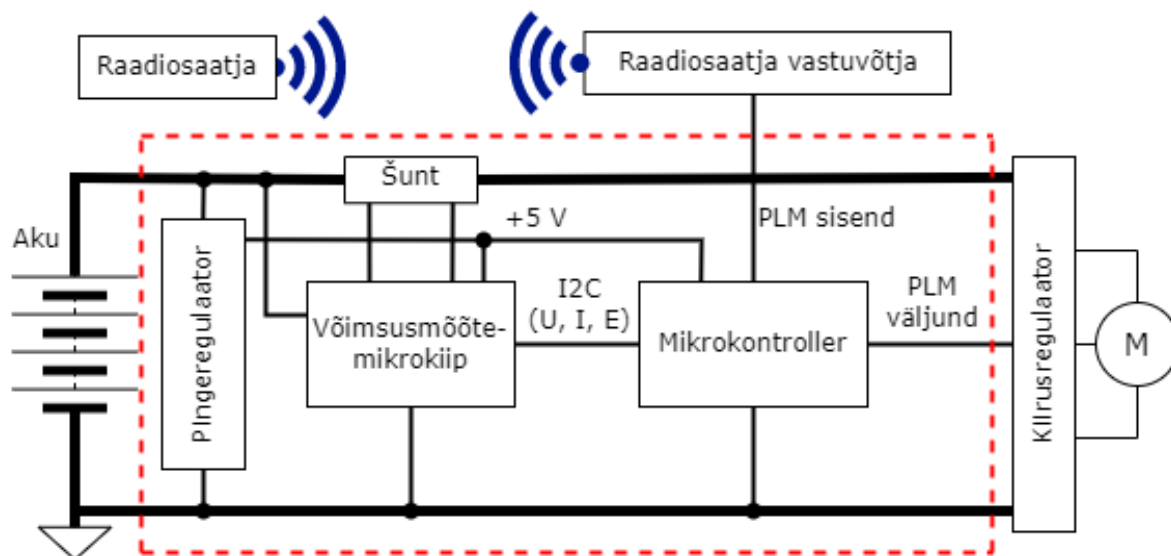 Raadiosaatja
Raadiosaatja vastuvõtja
Šunt
+5 V
PLM sisend
Aku
Pingeregulaator
Võimsusmõõte-
mikrokiip
I2C
(U, I, E)
Mikrokontroller
PLM
väljund
Kiirusregulaator
M